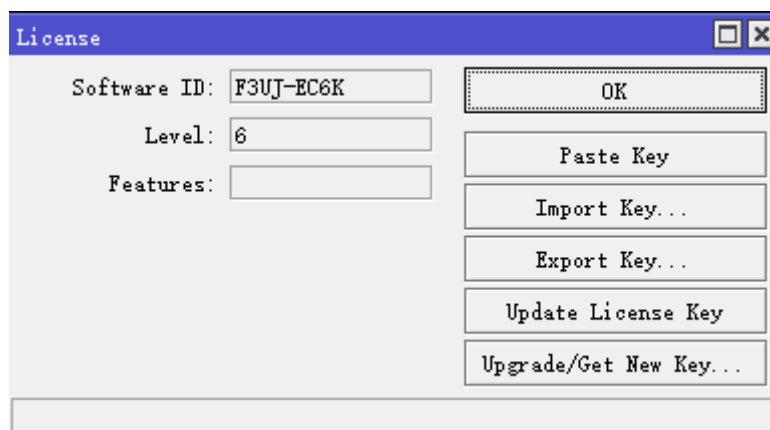 License
Software ID: F3UJ-EC6K
Level: 6
Features:
OK
Paste Key
Import Key...
Export Key...
Update License Key
Upgrade/Get New Key...